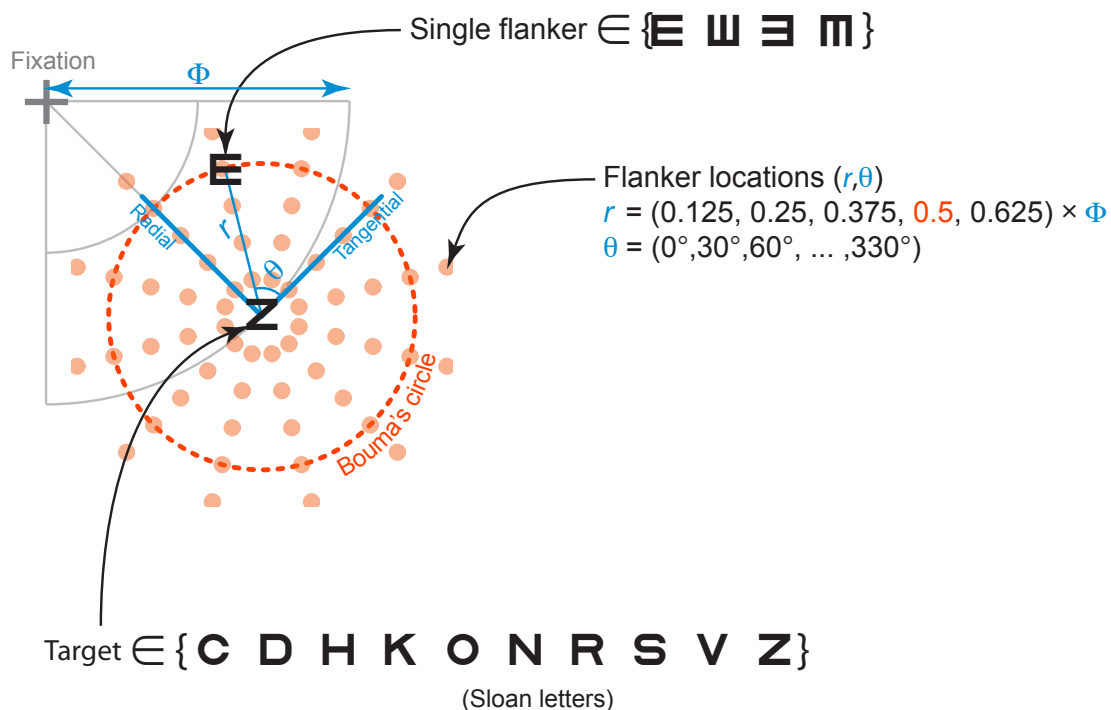 Single flanker ∈ {E Ш Ǝ m}
Fixation
Φ
E
Flanker locations (r,θ)
r = (0.125, 0.25, 0.375, 0.5, 0.625) × Φ
θ = (0°,30°,60°, ... ,330°)
Radial
r
Tangential
θ
N
Bouma's circle
Target ∈ { C D H K O N R S V Z}
(Sloan letters)